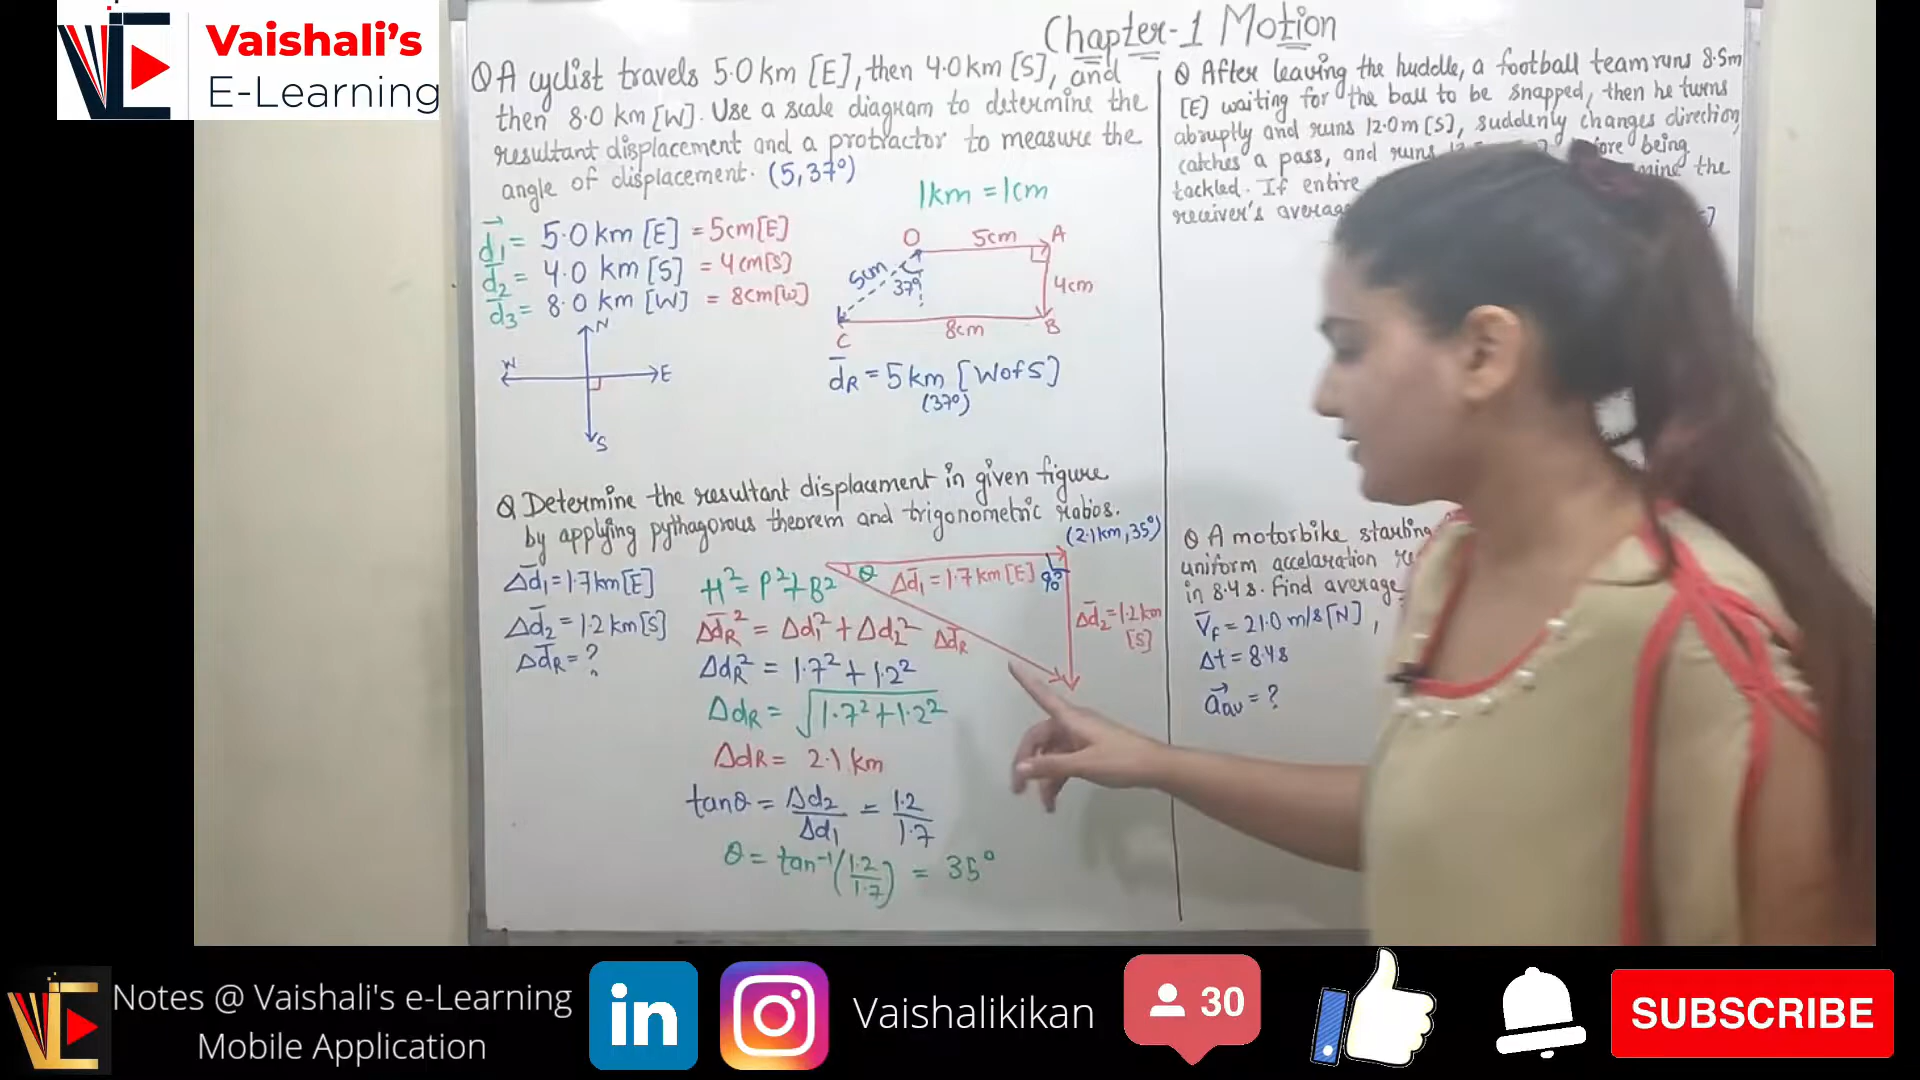 Vaishali's
E-Learning
Chapter-1 Motion
Q A cyclist travels 5.0 km [E], then 4.0 km [S], and
then 8.0 km [W]. Use a scale diagram to determine the
resultant displacement and a protractor to measure the
angle of displacement. (5, 37°)
1km = 1cm
d1 = 5.0 km [E] = 5cm[E]
d2 = 4.0 km [S] = 4cm[S]
d3 = 8.0 km [W] = 8cm[W]
N
W
E
S
O
5cm
A
5cm
37°
4cm
C
8cm
B
dR = 5 km [W of S]
(37°)
Q Determine the resultant displacement in given figure
by applying pythagorous theorem and trigonometric rabios.
(2.1km, 35°)
Δd1 = 1.7 km[E]
Δd2 = 1.2 km[S]
ΔdR = ?
θ
Δd1 = 1.7 km [E]
90°
Δd2 = 1.2 km
[S]
ΔdR
H² = P² + B²
ΔdR² = Δd1² + Δd2²
ΔdR² = 1.7² + 1.2²
ΔdR = √1.7² + 1.2²
ΔdR = 2.1 km
tanθ = Δd2/Δd1 = 1.2/1.7
θ = tan⁻¹(1.2/1.7) = 35°
Q After leaving the huddle, a football team runs 8.5m
[E] waiting for the ball to be snapped, then he turns
abruptly and runs 12.0m [S], suddenly changes direction,
catches a pass, and runs before being
tackled. If entire the
receiver's
Q A motorbike starting
uniform accelaration
in 8.4 s. Find average
Vf = 21.0 m/s [N],
Δt = 8.4s
aav = ?
Notes @ Vaishali's e-Learning
Mobile Application
in
Vaishalikikan
30
SUBSCRIBE